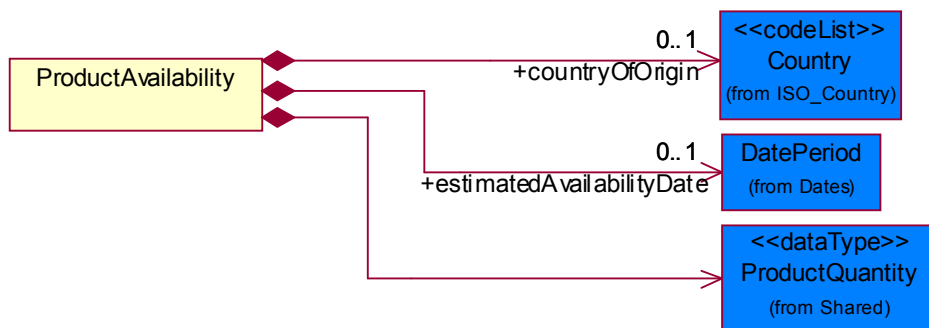 ProductAvailability
0..1
+countryOfOrigin
<<codeList>>
Country
(from ISO_Country)
0..1
+estimatedAvailabilityDate
DatePeriod
(from Dates)
<<dataType>>
ProductQuantity
(from Shared)